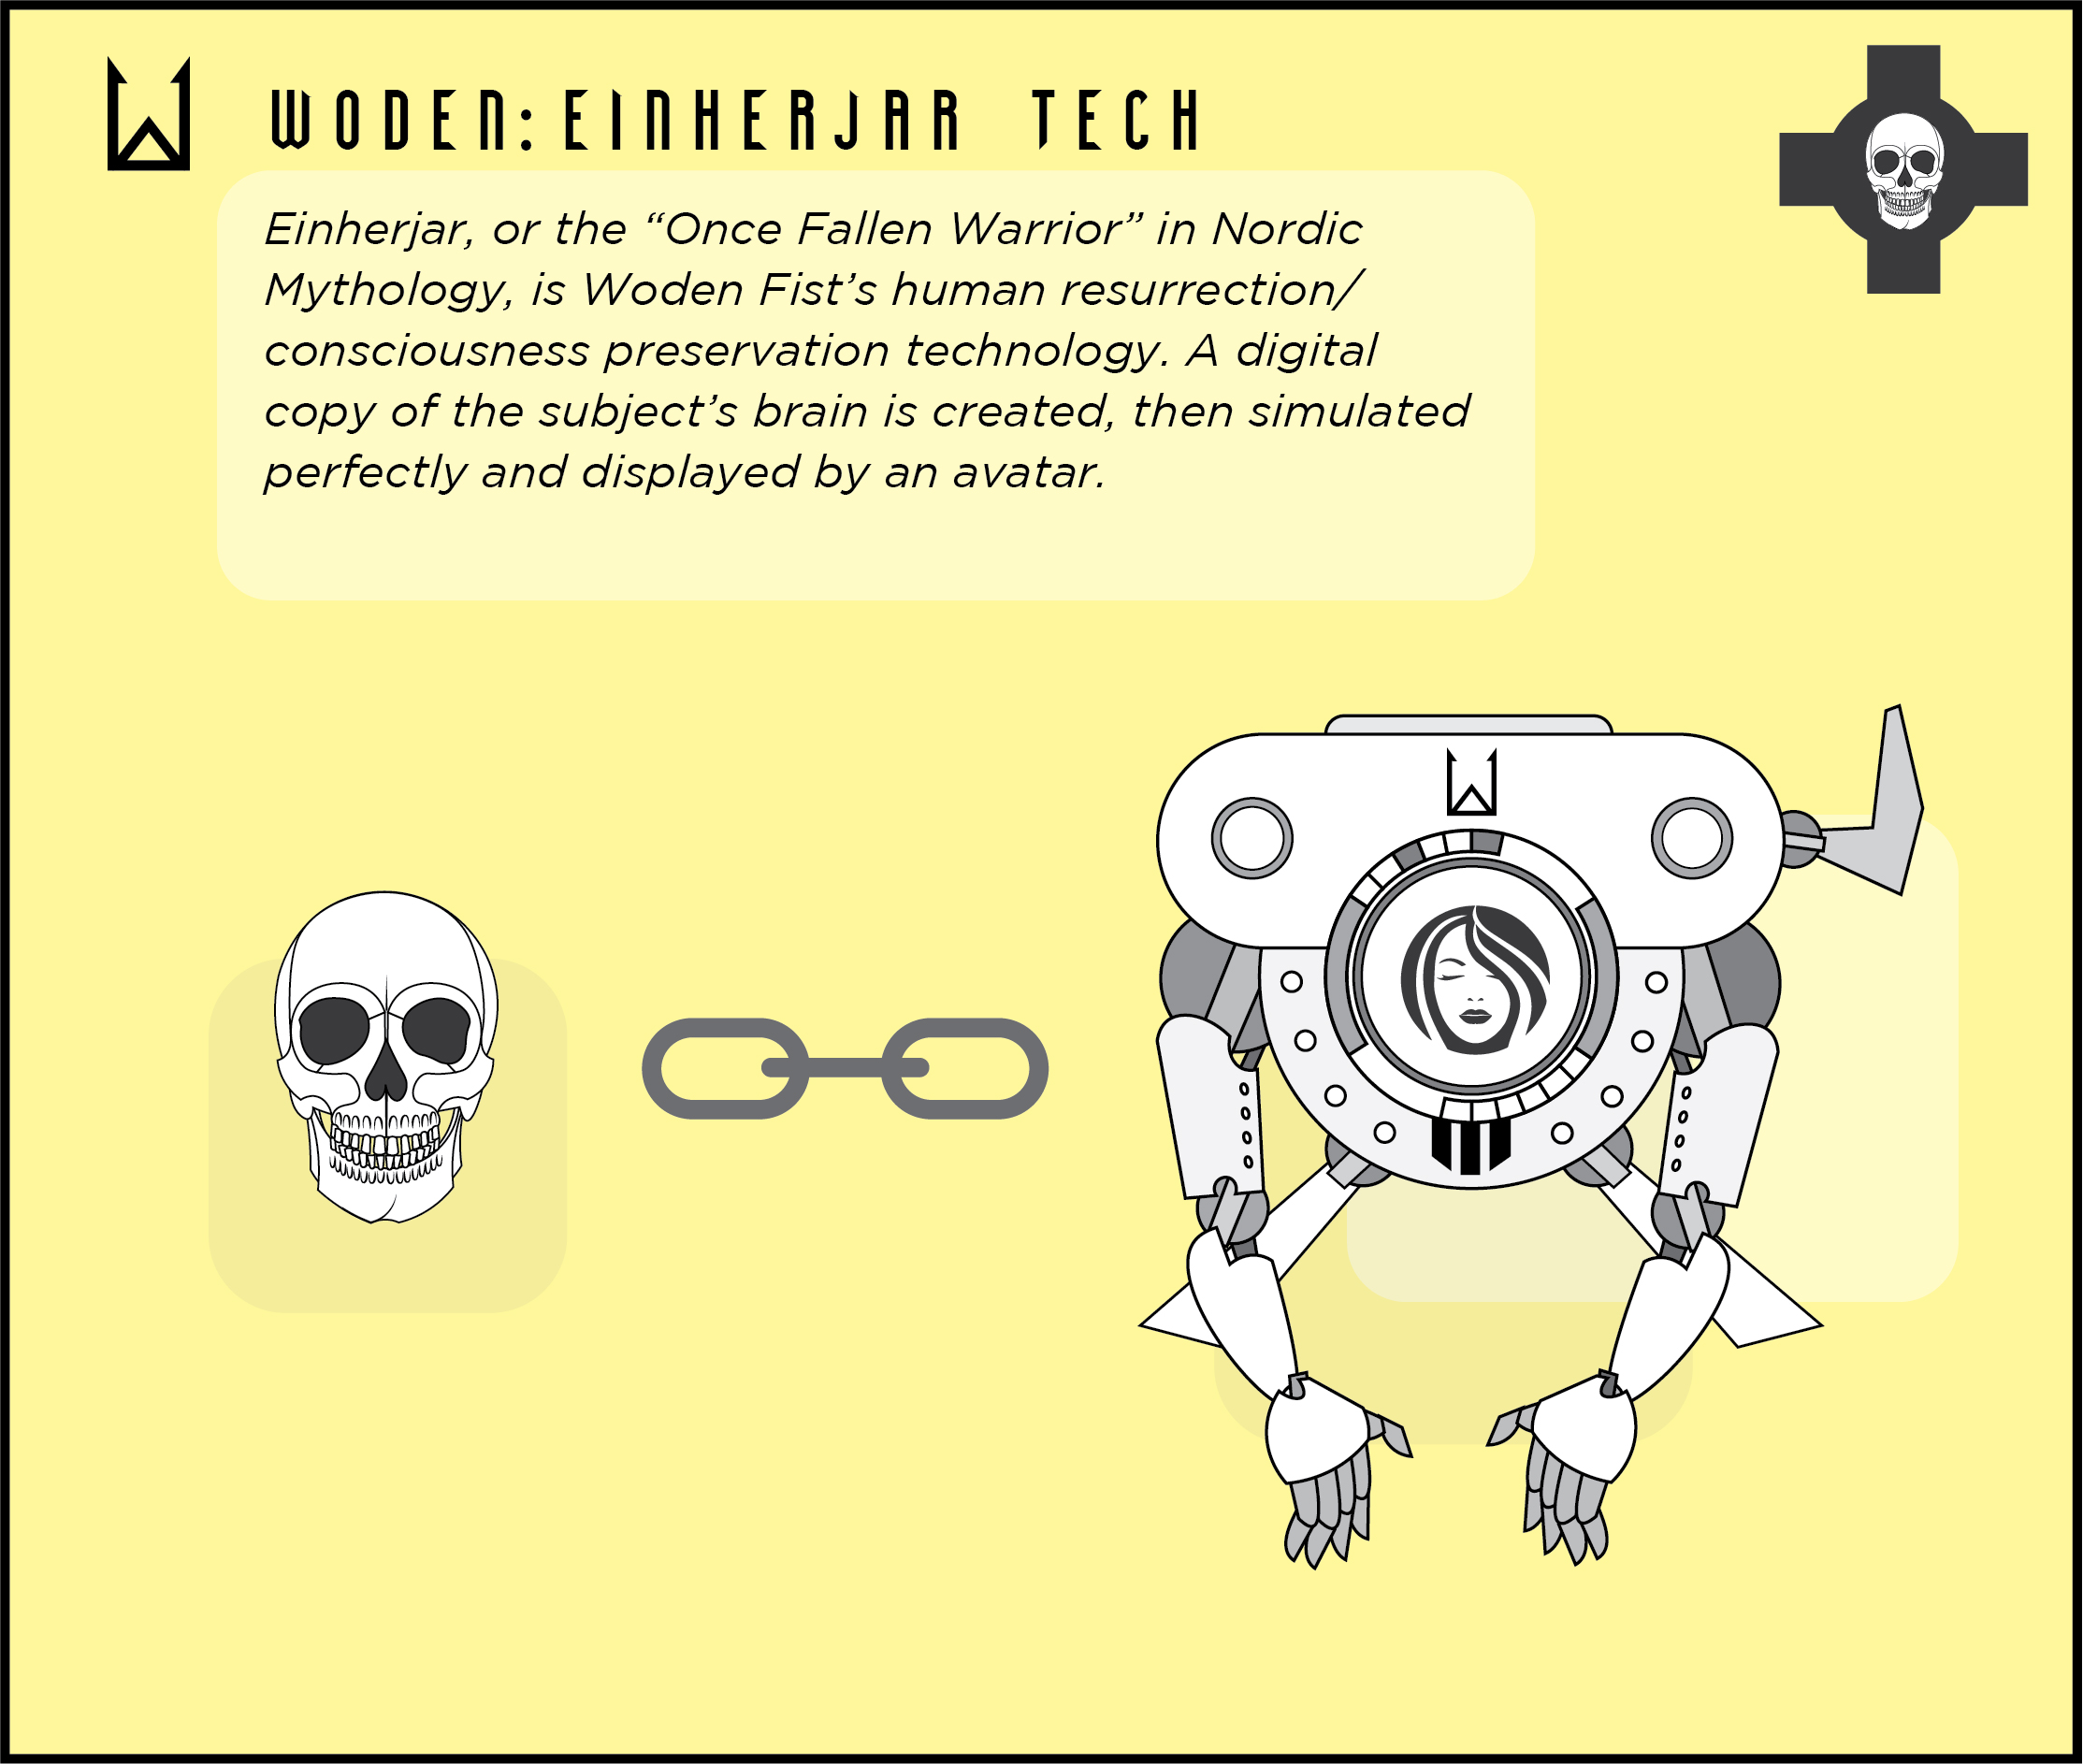 WODEN: EINHERJAR TECH
Einherjar, or the “Once Fallen Warrior” in Nordic
Mythology, is Woden Fist’s human resurrection/
consciousness preservation technology. A digital
copy of the subject’s brain is created, then simulated
perfectly and displayed by an avatar.